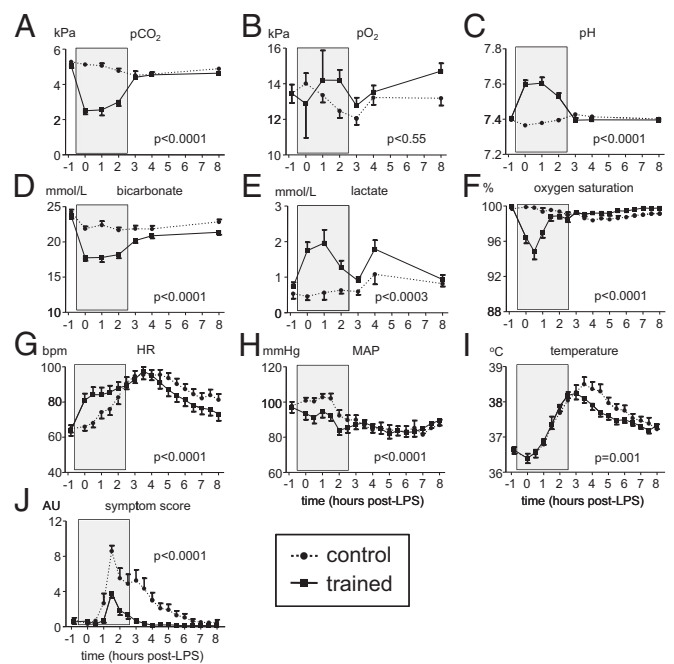 A kPa pCO2
6
4
2
0
-1 0 1 2 3 4 5 6 7 8
p<0.0001
B kPa pO2
16
14
12
10
-1 0 1 2 3 4 5 6 7 8
p<0.55
C pH
7.8
7.6
7.4
7.2
-1 0 1 2 3 4 5 6 7 8
p<0.0001
D mmol/L bicarbonate
25
20
15
10
-1 0 1 2 3 4 5 6 7 8
p<0.0001
E mmol/L lactate
3
2
1
0
-1 0 1 2 3 4 5 6 7 8
p<0.0003
F % oxygen saturation
100
96
92
88
-1 0 1 2 3 4 5 6 7 8
p<0.0001
G bpm HR
100
80
60
40
-1 0 1 2 3 4 5 6 7 8
p<0.0001
H mmHg MAP
120
100
80
60
-1 0 1 2 3 4 5 6 7 8
p<0.0001
time (hours post-LPS)
I ºC temperature
39
38
37
36
-1 0 1 2 3 4 5 6 7 8
p=0.001
time (hours post-LPS)
J AU symptom score
12
8
4
0
-1 0 1 2 3 4 5 6 7 8
p<0.0001
time (hours post-LPS)
control
trained